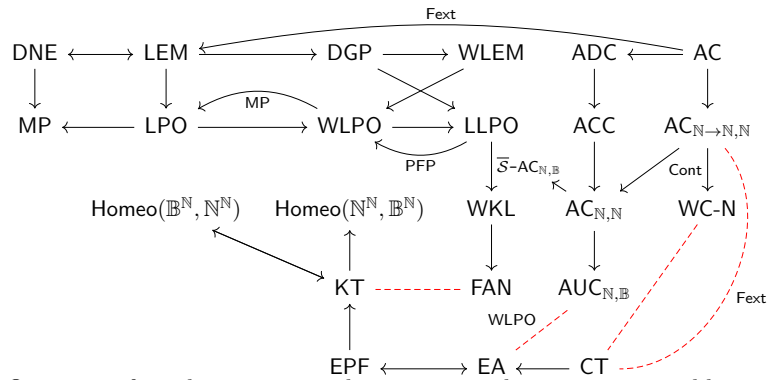 Fext
DNE LEM DGP WLEM ADC AC
MP
MP LPO WLPO LLPO ACC AC_{ℕ→ℕ,ℕ}
PFP S̅–AC_{ℕ,𝔹} Cont
Homeo(𝔹^ℕ, ℕ^ℕ) Homeo(ℕ^ℕ, 𝔹^ℕ) WKL AC_{ℕ,ℕ} WC-N
KT FAN AUC_{ℕ,𝔹} Fext
WLPO
EPF EA CT